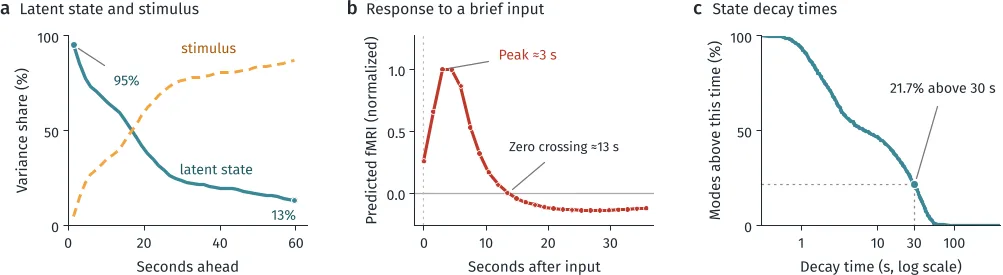 a Latent state and stimulus
Variance share (%)
100
50
0
stimulus
95%
latent state
13%
0 20 40 60
Seconds ahead
b Response to a brief input
Predicted fMRI (normalized)
1.0
0.5
0.0
Peak ≈3 s
Zero crossing ≈13 s
0 10 20 30
Seconds after input
c State decay times
Modes above this time (%)
100
50
0
21.7% above 30 s
1 10 30 100
Decay time (s, log scale)